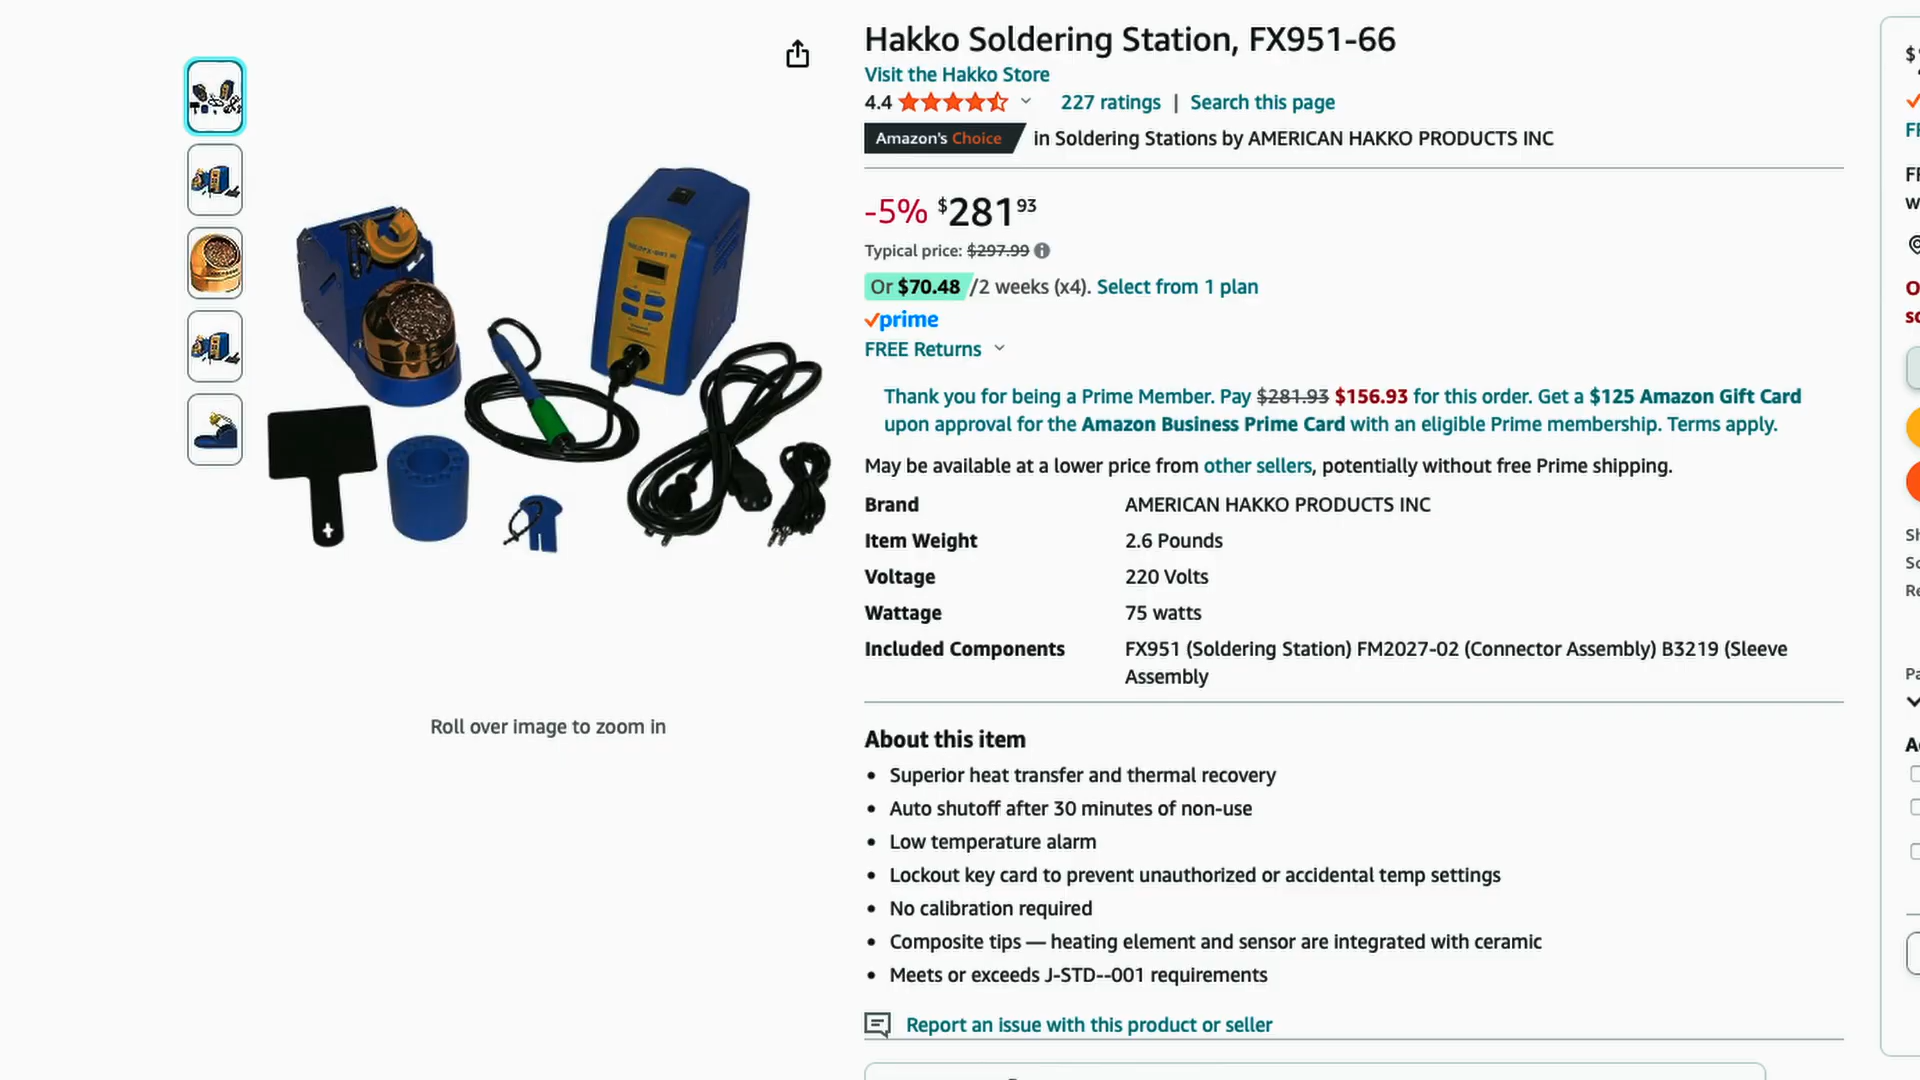 Hakko Soldering Station, FX951-66
Visit the Hakko Store
4.4 227 ratings | Search this page
Amazon's Choice in Soldering Stations by AMERICAN HAKKO PRODUCTS INC
-5% $281.93
Typical price: $297.99
Or $70.48 /2 weeks (x4). Select from 1 plan
prime
FREE Returns
Thank you for being a Prime Member. Pay $281.93 $156.93 for this order. Get a $125 Amazon Gift Card
upon approval for the Amazon Business Prime Card with an eligible Prime membership. Terms apply.
May be available at a lower price from other sellers, potentially without free Prime shipping.
Brand AMERICAN HAKKO PRODUCTS INC
Item Weight 2.6 Pounds
Voltage 220 Volts
Wattage 75 watts
Included Components FX951 (Soldering Station) FM2027-02 (Connector Assembly) B3219 (Sleeve
Assembly
Roll over image to zoom in
About this item
• Superior heat transfer and thermal recovery
• Auto shutoff after 30 minutes of non-use
• Low temperature alarm
• Lockout key card to prevent unauthorized or accidental temp settings
• No calibration required
• Composite tips — heating element and sensor are integrated with ceramic
• Meets or exceeds J-STD--001 requirements
Report an issue with this product or seller